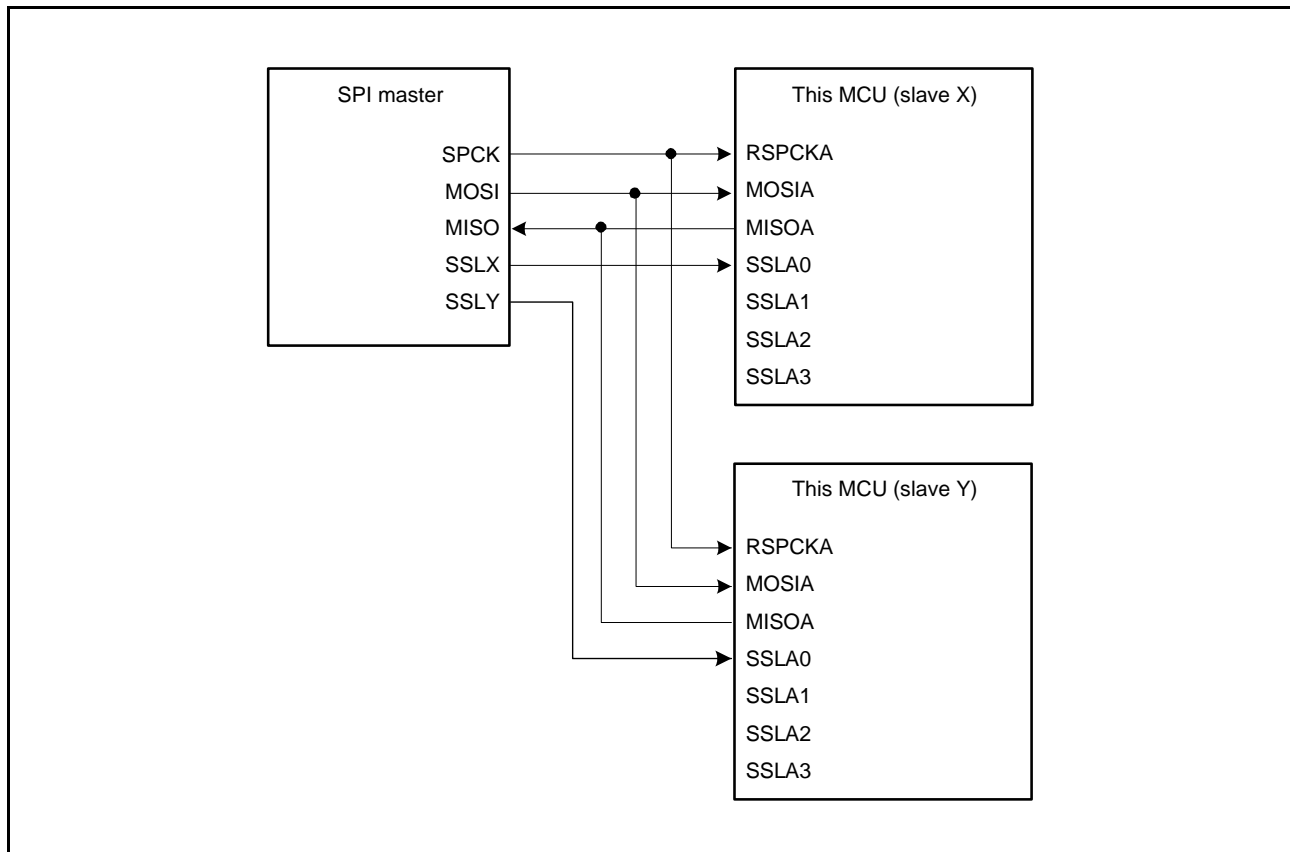 SPI master
SPCK
MOSI
MISO
SSLX
SSLY
This MCU (slave X)
RSPCKA
MOSIA
MISOA
SSLA0
SSLA1
SSLA2
SSLA3
This MCU (slave Y)
RSPCKA
MOSIA
MISOA
SSLA0
SSLA1
SSLA2
SSLA3